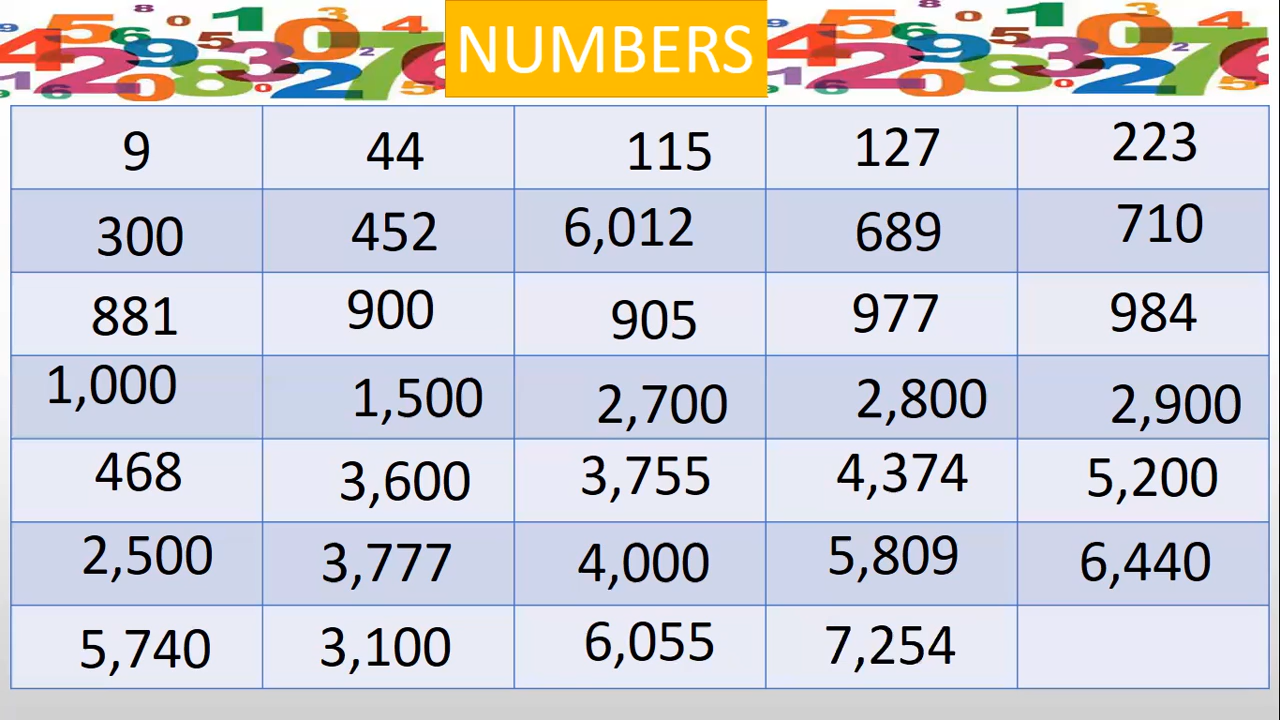 NUMBERS
9 44 115 127 223
300 452 6,012 689 710
881 900 905 977 984
1,000 1,500 2,700 2,800 2,900
468 3,600 3,755 4,374 5,200
2,500 3,777 4,000 5,809 6,440
5,740 3,100 6,055 7,254